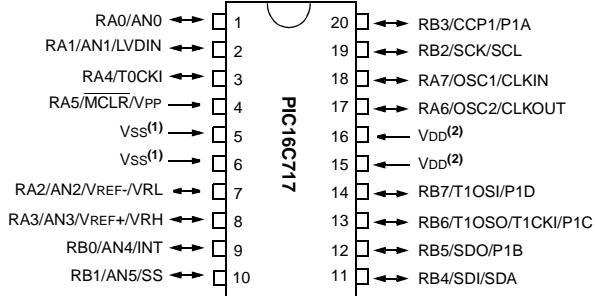 RA0/AN0 1 20 RB3/CCP1/P1A
RA1/AN1/LVDIN 2 19 RB2/SCK/SCL
RA4/T0CKI 3 18 RA7/OSC1/CLKIN
RA5/MCLR/VPP 4 17 RA6/OSC2/CLKOUT
VSS(1) 5 16 VDD(2)
VSS(1) 6 15 VDD(2)
RA2/AN2/VREF-/VRL 7 14 RB7/T1OSI/P1D
RA3/AN3/VREF+/VRH 8 13 RB6/T1OSO/T1CKI/P1C
RB0/AN4/INT 9 12 RB5/SDO/P1B
RB1/AN5/SS 10 11 RB4/SDI/SDA
PIC16C717